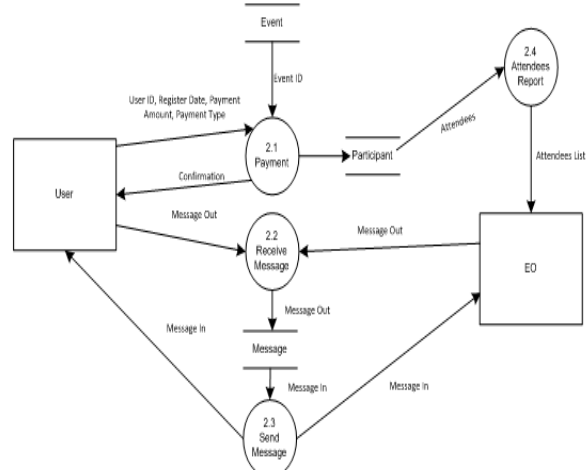 Event
Event ID
2.4
Attendees
Report
User ID, Register Date, Payment
Amount, Payment Type
2.1
Payment
Participant
Attendees
Attendees List
Confirmation
User
Message Out
2.2
Receive
Message
Message Out
EO
Message Out
Message In
Message
Message In
Message In
2.3
Send
Message